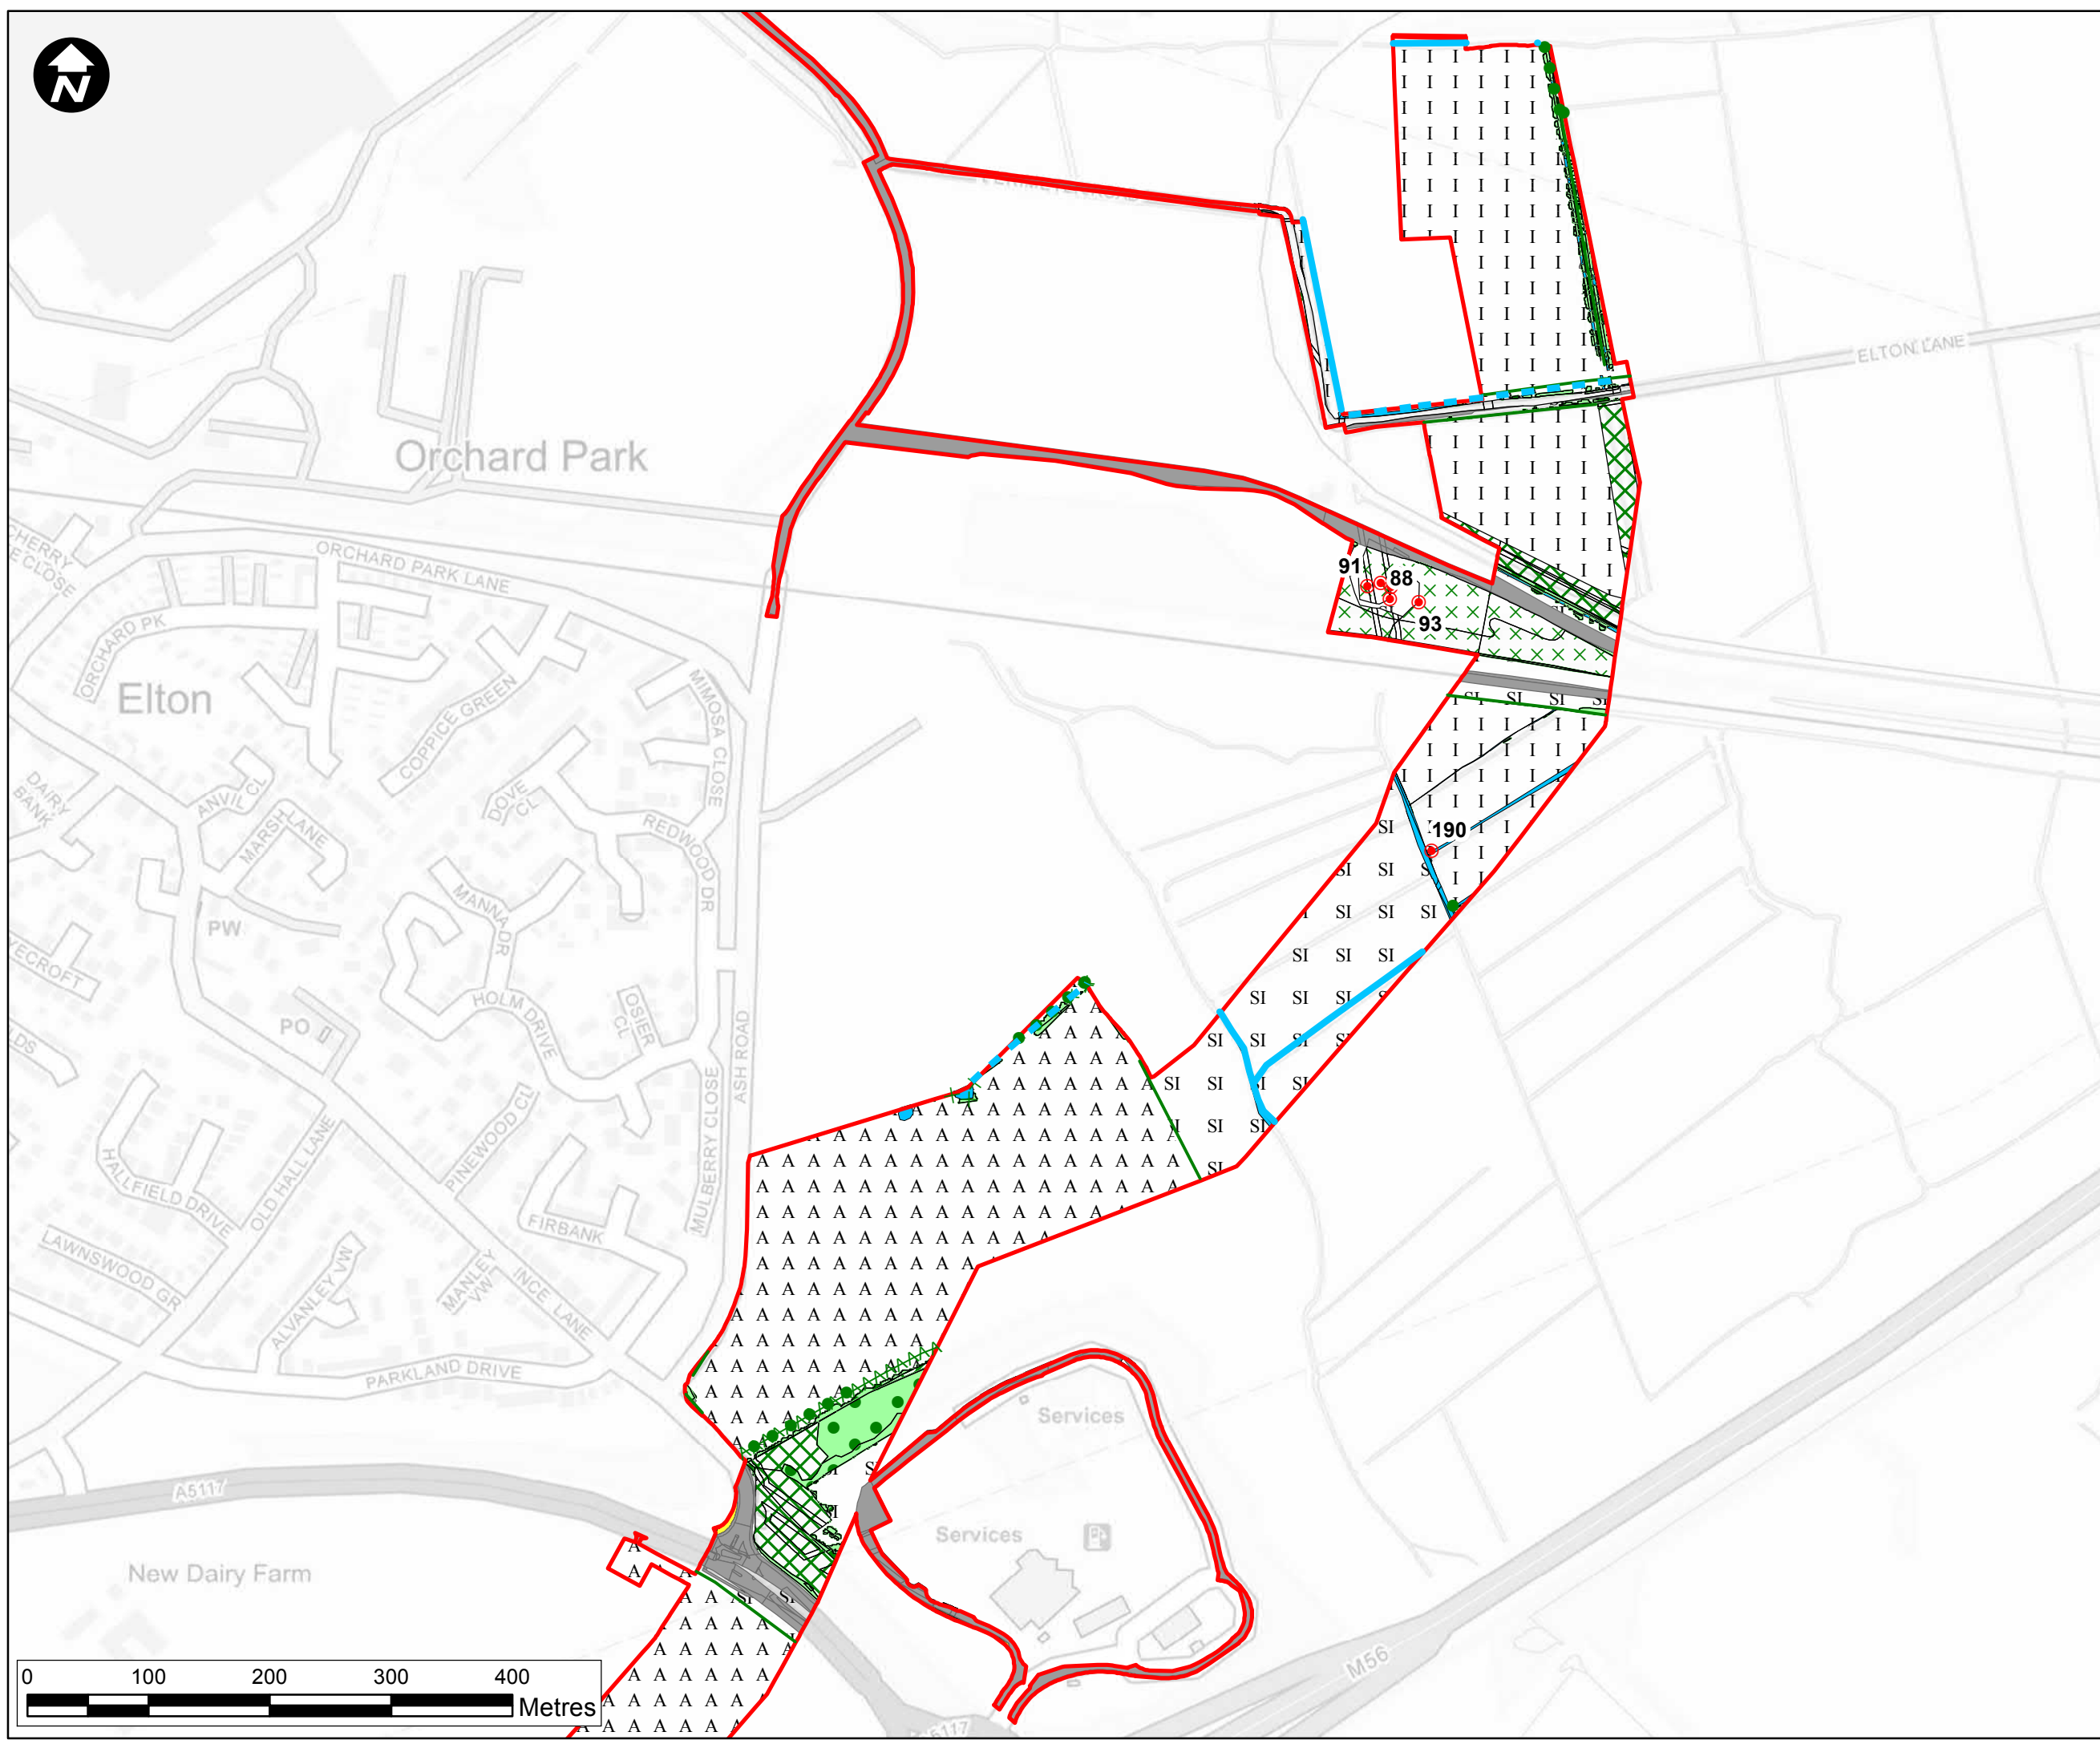 N
ELTON LANE
Orchard Park
CHERRY
E CLOSE
ORCHARD PARK LANE
91
88
93
ORCHARD PK
Elton
COPPICE GREEN
MIMOSA CLOSE
DAIRY
BANK
ANVIL CL
MARSH LANE
DOVE
CL
REDWOOD DR
190
MANNA DR
PW
YECROFT
HOLM DRIVE
OSIER
CL
PO
LDS
ASH ROAD
MULBERRY CLOSE
PINEWOOD CL
HALLFIELD DRIVE
OLD HALL LANE
FIRBANK
LAWNSWOOD GR
ALVANLEY VW
MANLEY
VW
INCE LANE
PARKLAND DRIVE
Services
A5117
Services
New Dairy Farm
M56
0 100 200 300 400
Metres
5117